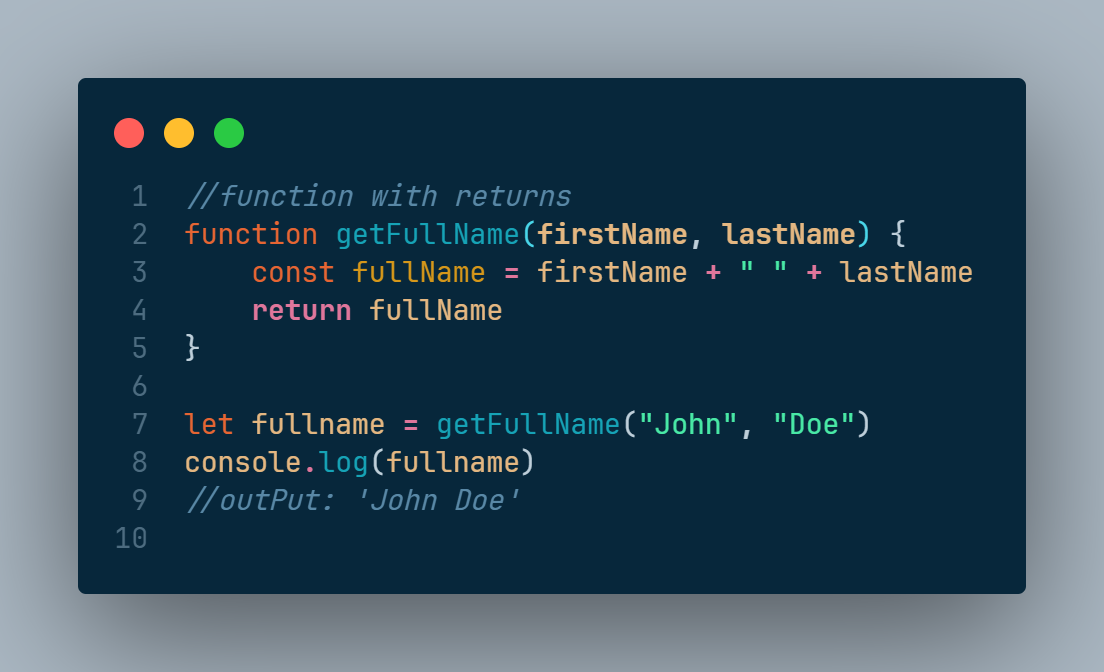 1 //function with returns
2 function getFullName(firstName, lastName) {
3     const fullName = firstName + " " + lastName
4     return fullName
5 }
6
7 let fullname = getFullName("John", "Doe")
8 console.log(fullname)
9 //outPut: 'John Doe'
10